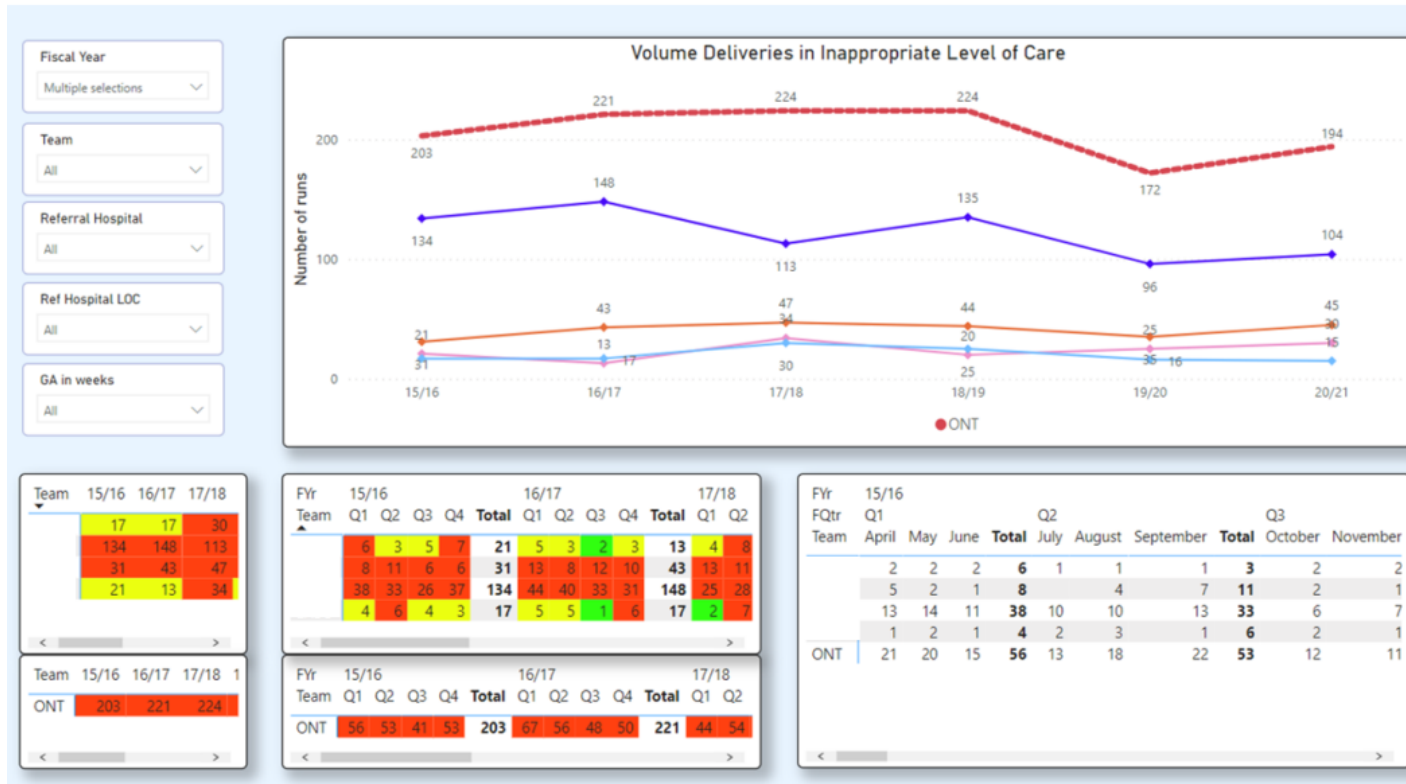 Fiscal Year
Multiple selections
Team
All
Referral Hospital
All
Ref Hospital LOC
All
GA in weeks
All
Volume Deliveries in Inappropriate Level of Care
Number of runs
200
100
0
203 221 224 224 172 194
134 148 113 135 96 104
21 43 47 44 25 45
13 34 20 30
31 17 30 25 35 16 15
15/16 16/17 17/18 18/19 19/20 20/21
ONT
Team 15/16 16/17 17/18
17 17 30
134 148 113
31 43 47
21 13 34
Team 15/16 16/17 17/18 1
ONT 203 221 224
FYr 15/16 16/17 17/18
Team Q1 Q2 Q3 Q4 Total Q1 Q2 Q3 Q4 Total Q1 Q2
6 3 5 7 21 5 3 2 3 13 4 8
8 11 6 6 31 13 8 12 10 43 13 11
38 33 26 37 134 44 40 33 31 148 25 28
4 6 4 3 17 5 5 1 6 17 2 7
FYr 15/16 16/17 17/18
Team Q1 Q2 Q3 Q4 Total Q1 Q2 Q3 Q4 Total Q1 Q2
ONT 56 53 41 53 203 67 56 48 50 221 44 54
FYr 15/16
FQtr Q1 Q2 Q3
Team April May June Total July August September Total October November
2 2 2 6 1 1 1 3 2 2
5 2 1 8 4 7 11 2 1
13 14 11 38 10 10 13 33 6 7
1 2 1 4 2 3 1 6 2 1
ONT 21 20 15 56 13 18 22 53 12 11